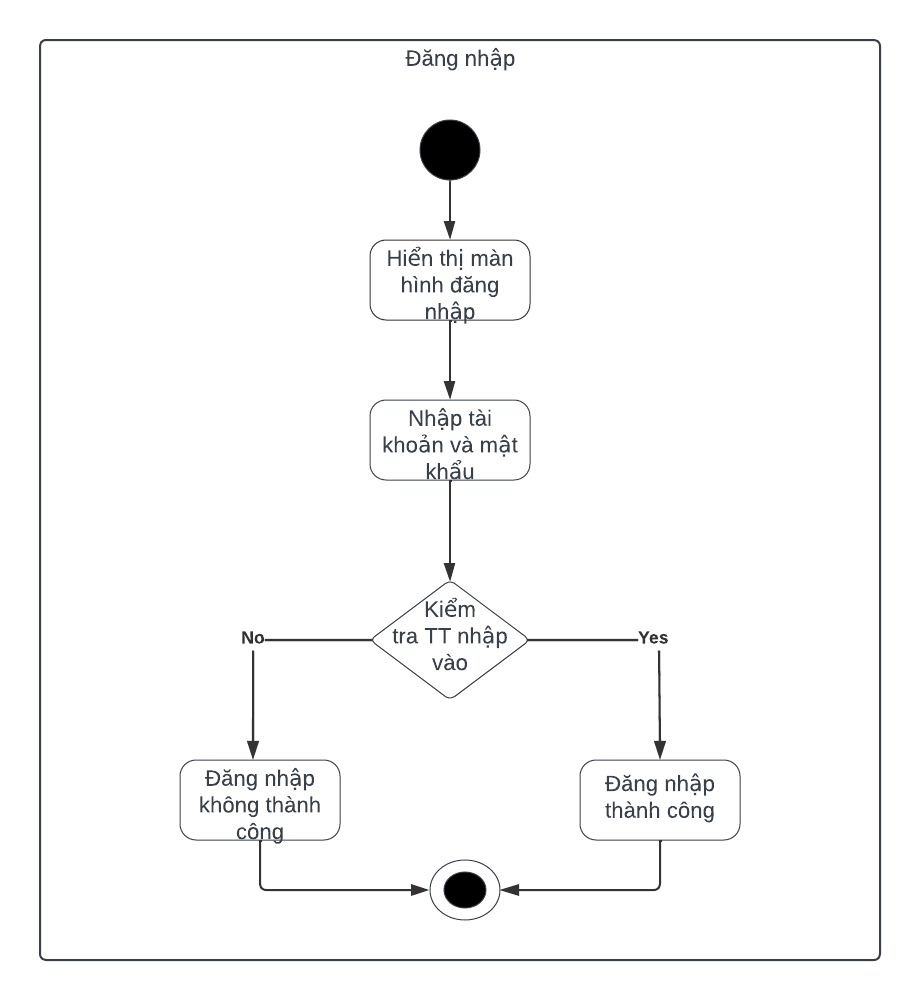 Đăng nhập
Hiển thị màn
hình đăng
nhập
Nhập tài
khoản và mật
khẩu
Kiểm
tra TT nhập
vào
No
Yes
Đăng nhập
không thành
công
Đăng nhập
thành công